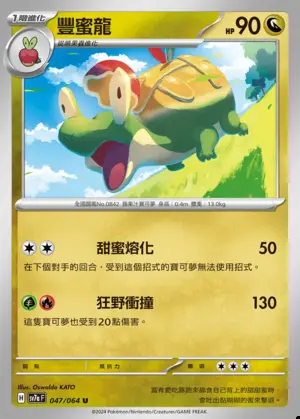 1階進化
豐蜜龍
HP 90
從啃果蟲進化
全國圖鑑No.0842 蘋果汁寶可夢 身高：0.4m 體重：13.0kg
甜蜜熔化 50
在下個對手的回合，受到這個招式的寶可夢無法使用招式。
狂野衝撞 130
這隻寶可夢也受到20點傷害。
弱點 抵抗力 撤退
Illus. Oswaldo KATO
H SV7a F 047/064 U
©2024 Pokémon/Nintendo/Creatures/GAME FREAK.